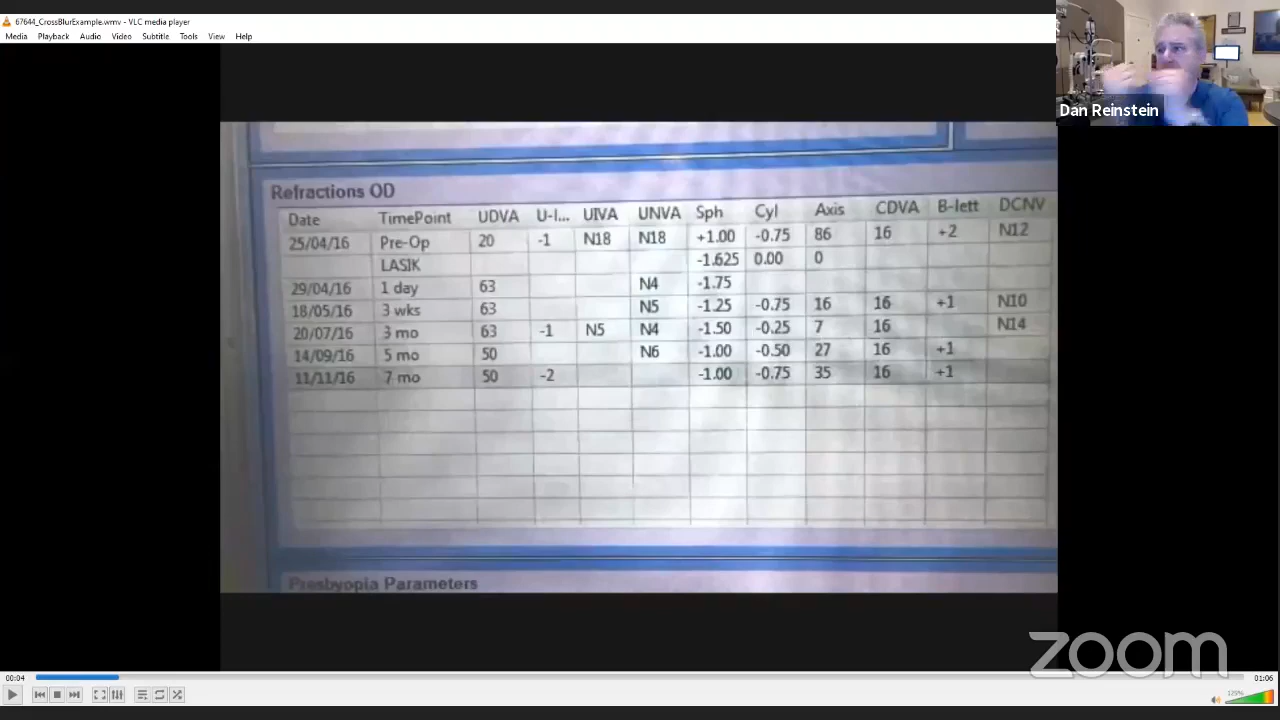 67644_CrossBlurExample.wmv - VLC media player
Media Playback Audio Video Subtitle Tools View Help
Dan Reinstein
Refractions OD
Date TimePoint UDVA U-l... UIVA UNVA Sph Cyl Axis CDVA B-lett DCNV
25/04/16 Pre-Op 20 -1 N18 N18 +1.00 -0.75 86 16 +2 N12
LASIK -1.625 0.00 0
29/04/16 1 day 63 N4 -1.75
18/05/16 3 wks 63 N5 -1.25 -0.75 16 16 +1 N10
20/07/16 3 mo 63 -1 N5 N4 -1.50 -0.25 7 16 N14
14/09/16 5 mo 50 N6 -1.00 -0.50 27 16 +1
11/11/16 7 mo 50 -2 -1.00 -0.75 35 16 +1
Presbyopia Parameters
zoom
00:04 01:06
125%